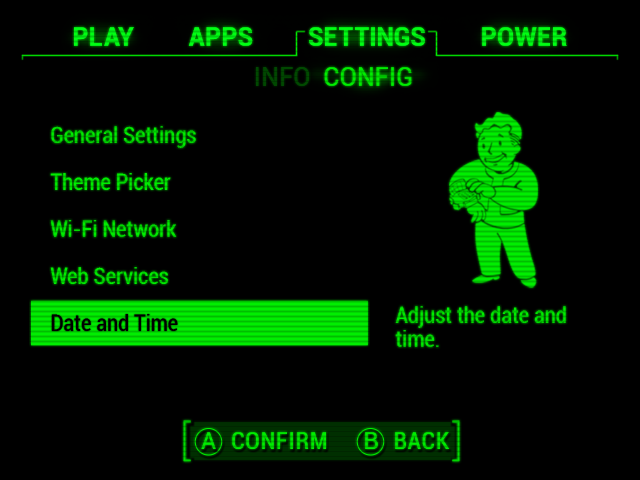 PLAY APPS SETTINGS POWER
INFO CONFIG
General Settings
Theme Picker
Wi-Fi Network
Web Services
Date and Time
Adjust the date and
time.
A CONFIRM B BACK